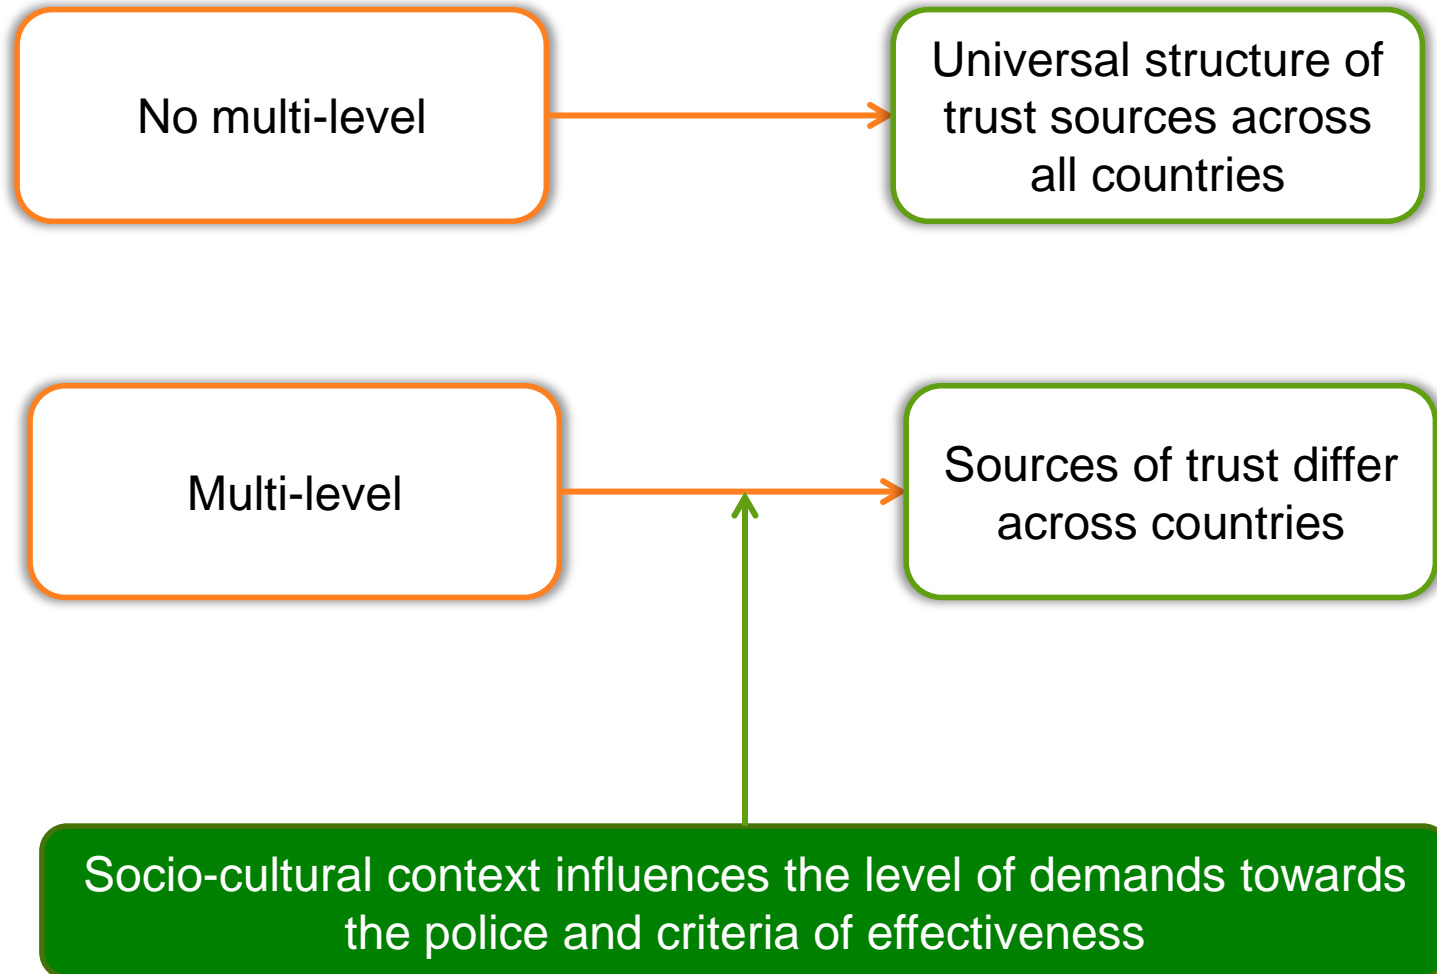 No multi-level
Universal structure of
trust sources across
all countries
Multi-level
Sources of trust differ
across countries
Socio-cultural context influences the level of demands towards
the police and criteria of effectiveness